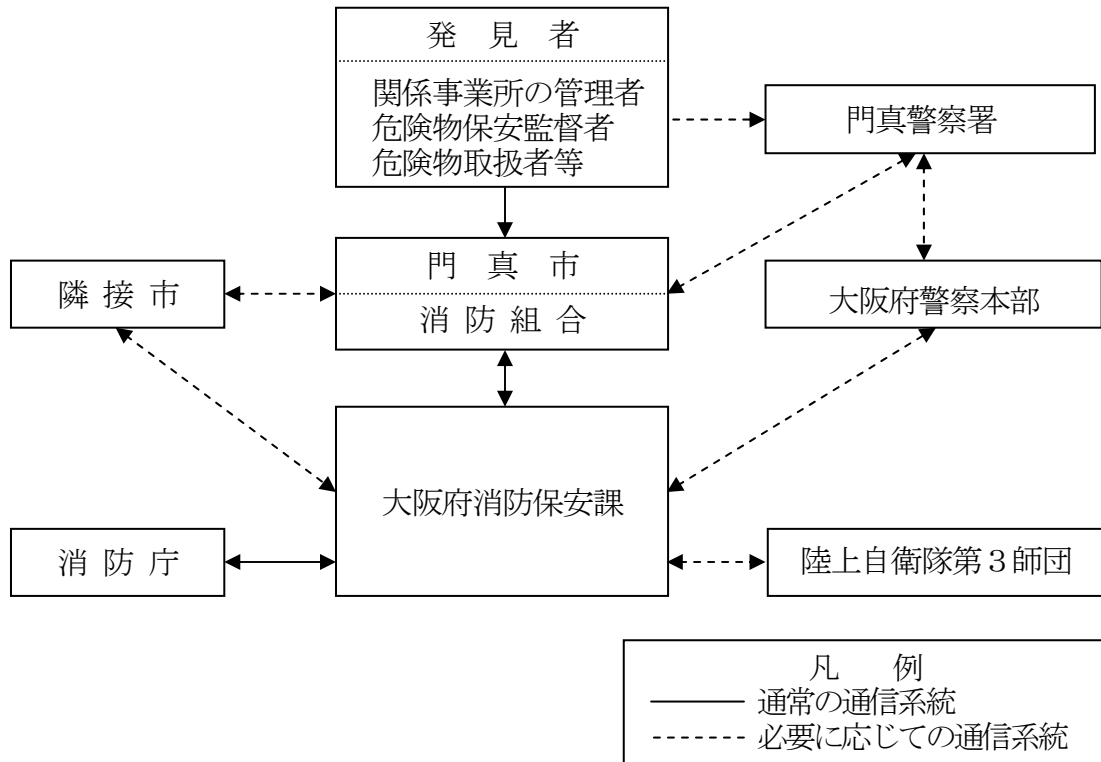 発 見 者
関係事業所の管理者
危険物保安監督者
危険物取扱者等
門真警察署
門 真 市
消 防 組 合
隣 接 市
大阪府警察本部
大阪府消防保安課
消 防 庁
陸上自衛隊第３師団
凡 例
通常の通信系統
必要に応じての通信系統